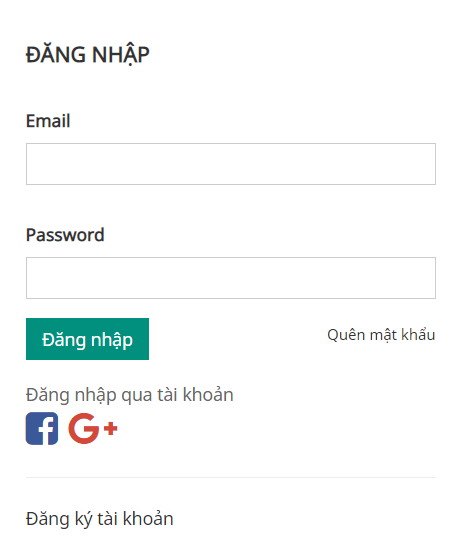 ĐĂNG NHẬP
Email
Password
Đăng nhập
Quên mật khẩu
Đăng nhập qua tài khoản
f G+
Đăng ký tài khoản